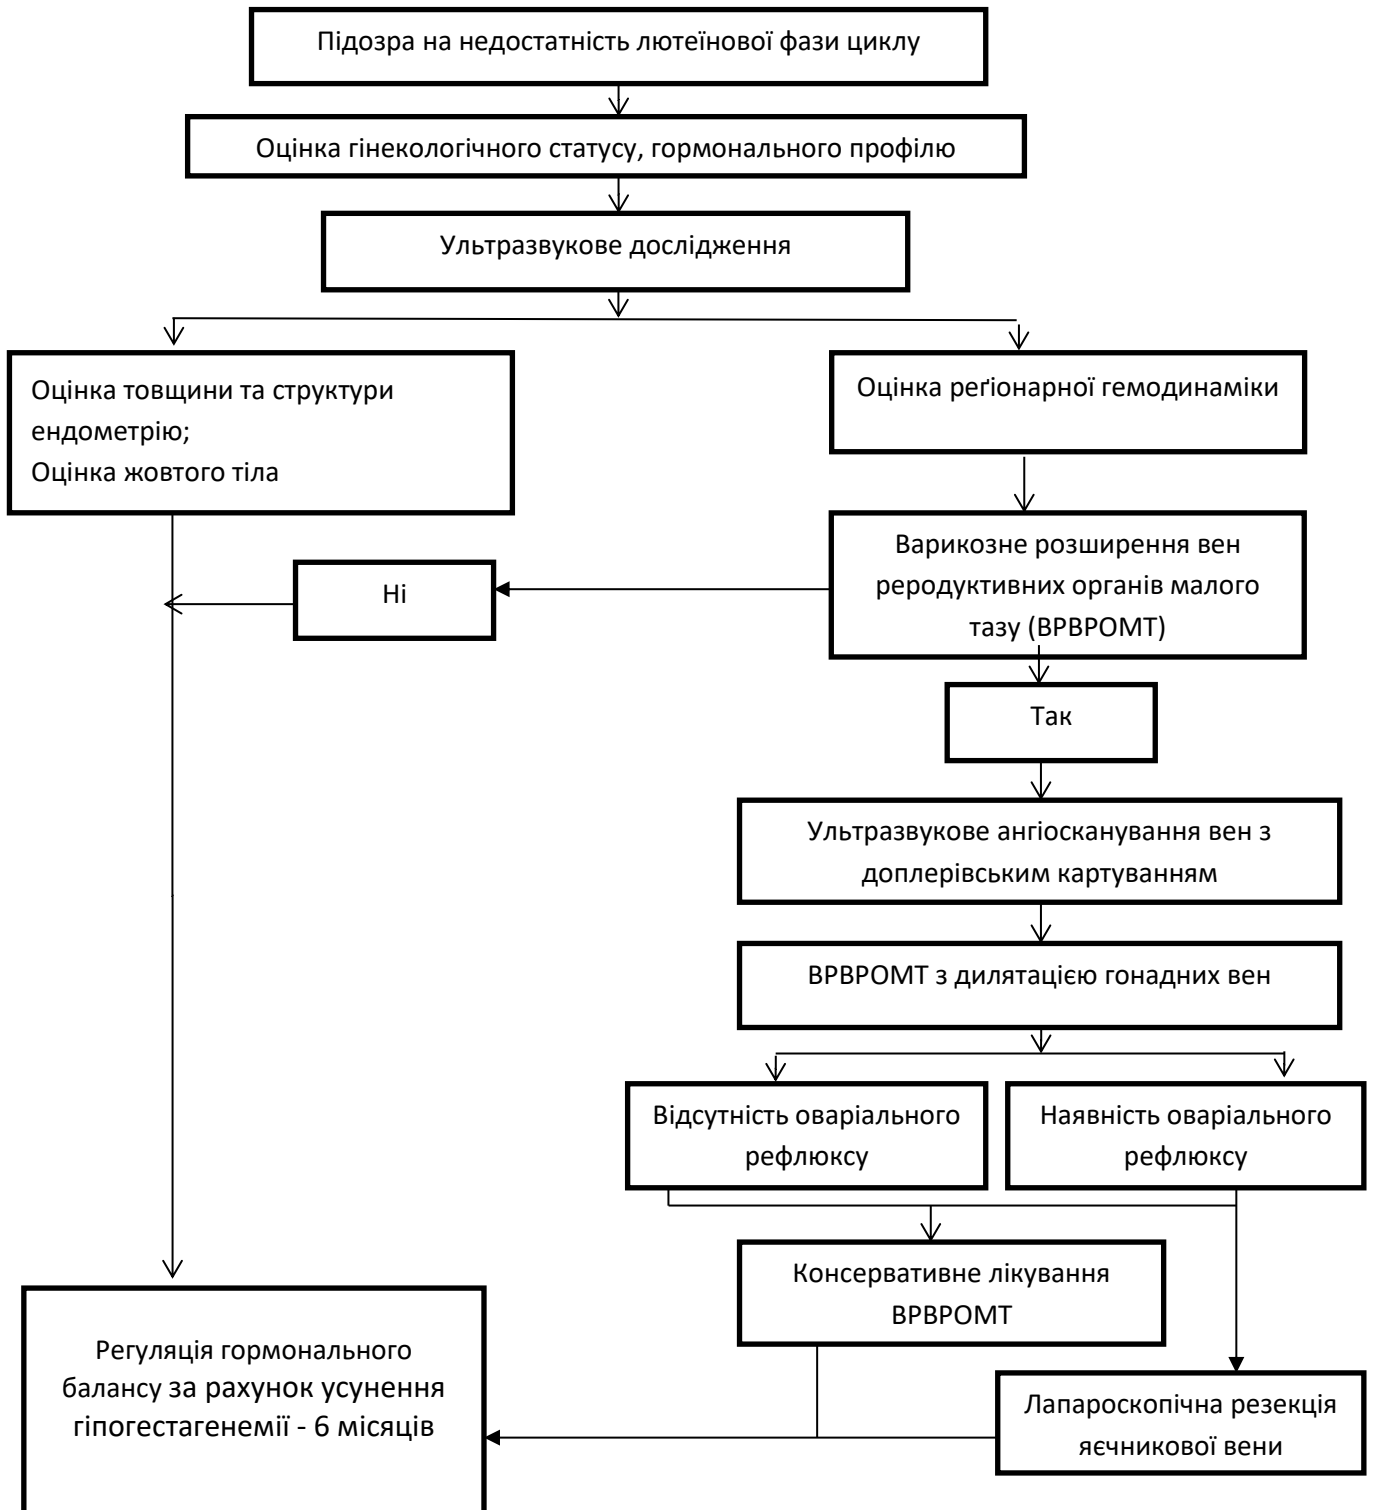 Підозра на недостатність лютеїнової фази циклу
Оцінка гінекологічного статусу, гормонального профілю
Ультразвукове дослідження
Оцінка товщини та структури
ендометрію;
Оцінка жовтого тіла
Оцінка реґіонарної гемодинаміки
Варикозне розширення вен
реродуктивних органів малого
тазу (ВРВРОМТ)
Ні
Так
Ультразвукове ангіосканування вен з
доплерівським картуванням
ВРВРОМТ з дилятацією гонадних вен
Відсутність оваріального
рефлюксу
Наявність оваріального
рефлюксу
Консервативне лікування
ВРВРОМТ
Регуляція гормонального
балансу за рахунок усунення
гіпогестагенемії - 6 місяців
Лапароскопічна резекція
яєчникової вени